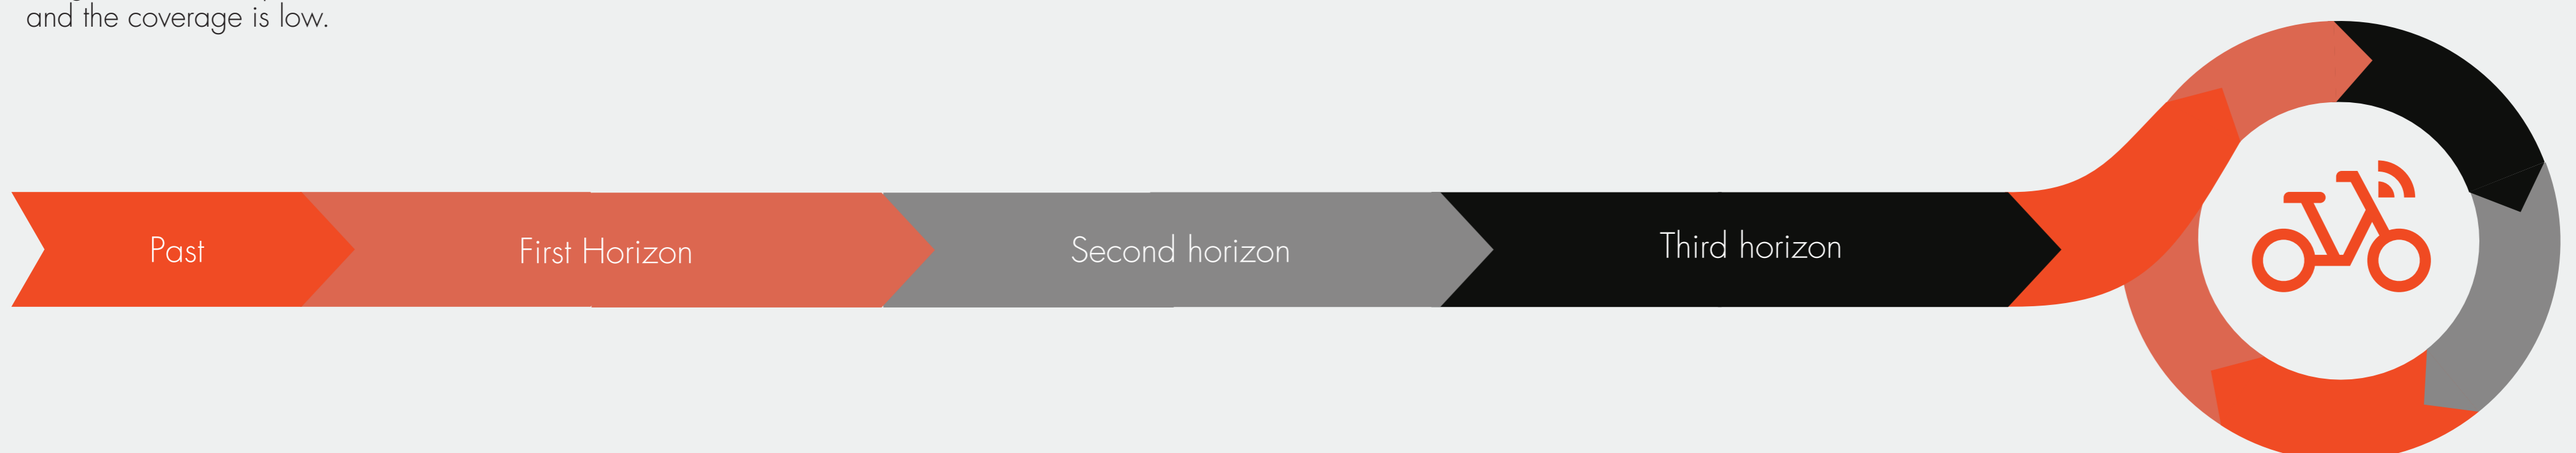 and the coverage is low.
Past
First Horizon
Second horizon
Third horizon